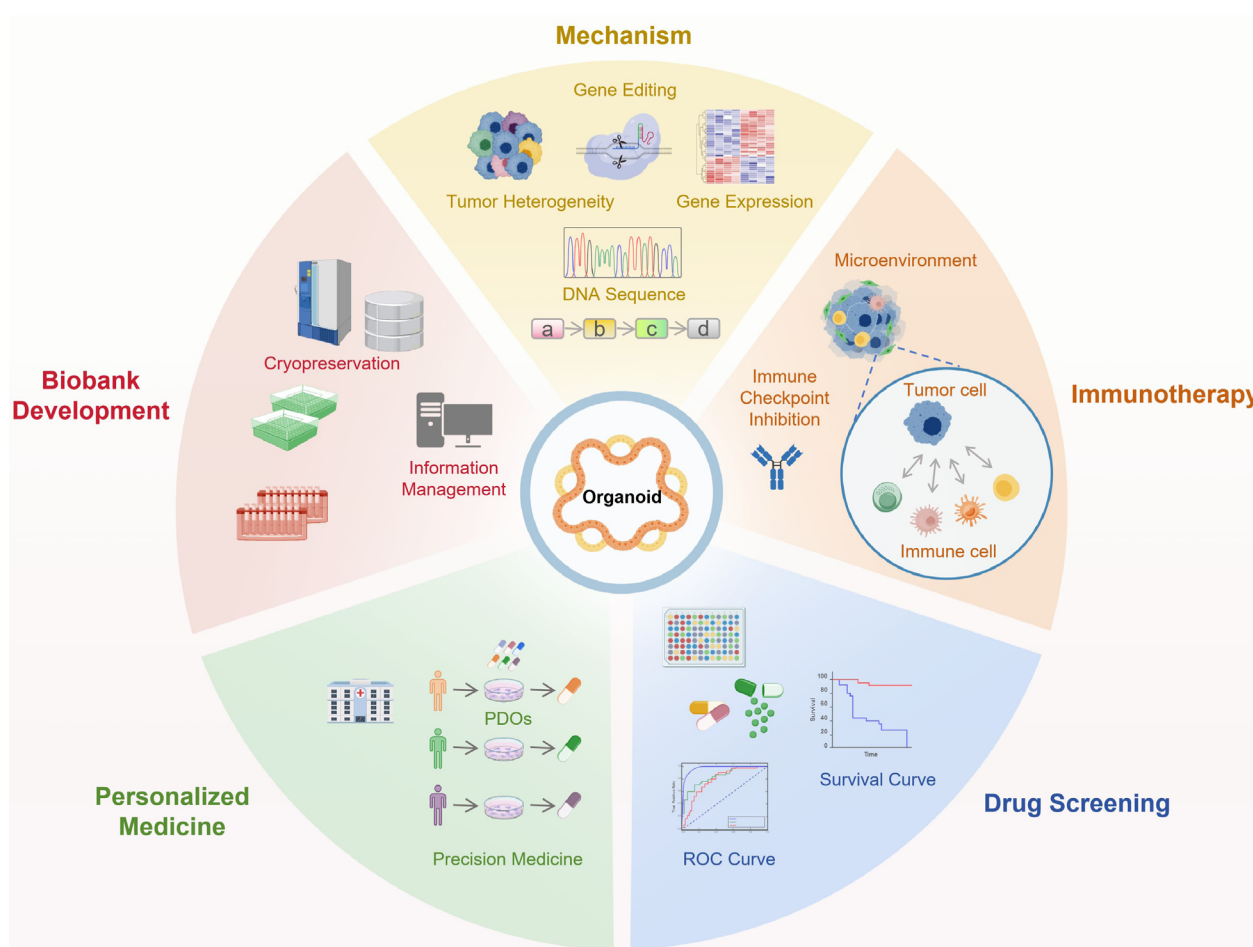 Mechanism
Gene Editing
Tumor Heterogeneity
Gene Expression
DNA Sequence
a
b
c
d
Microenvironment
Immune
Checkpoint
Inhibition
Tumor cell
Immune cell
Immunotherapy
Biobank
Development
Cryopreservation
Information
Management
Organoid
PDOs
Precision Medicine
Personalized
Medicine
100
80
60
40
20
0
Survival
Time
Survival Curve
ROC Curve
Drug Screening